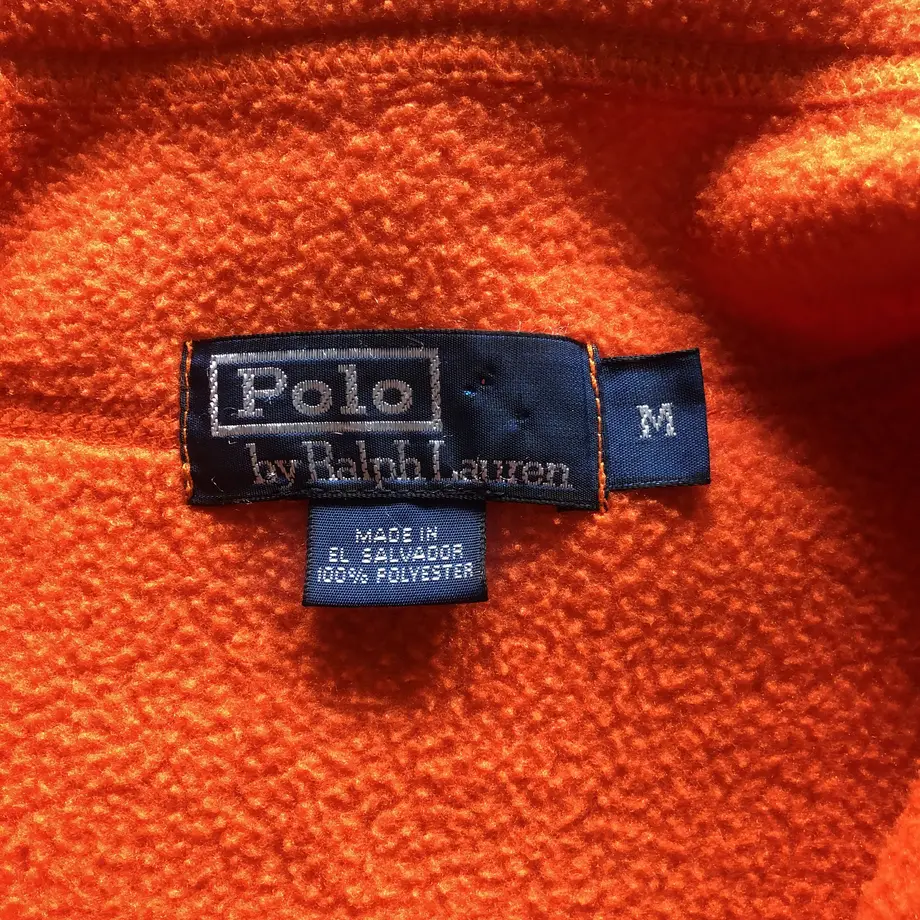 Polo
by Ralph Lauren
M
MADE IN
EL SALVADOR
100% POLYESTER